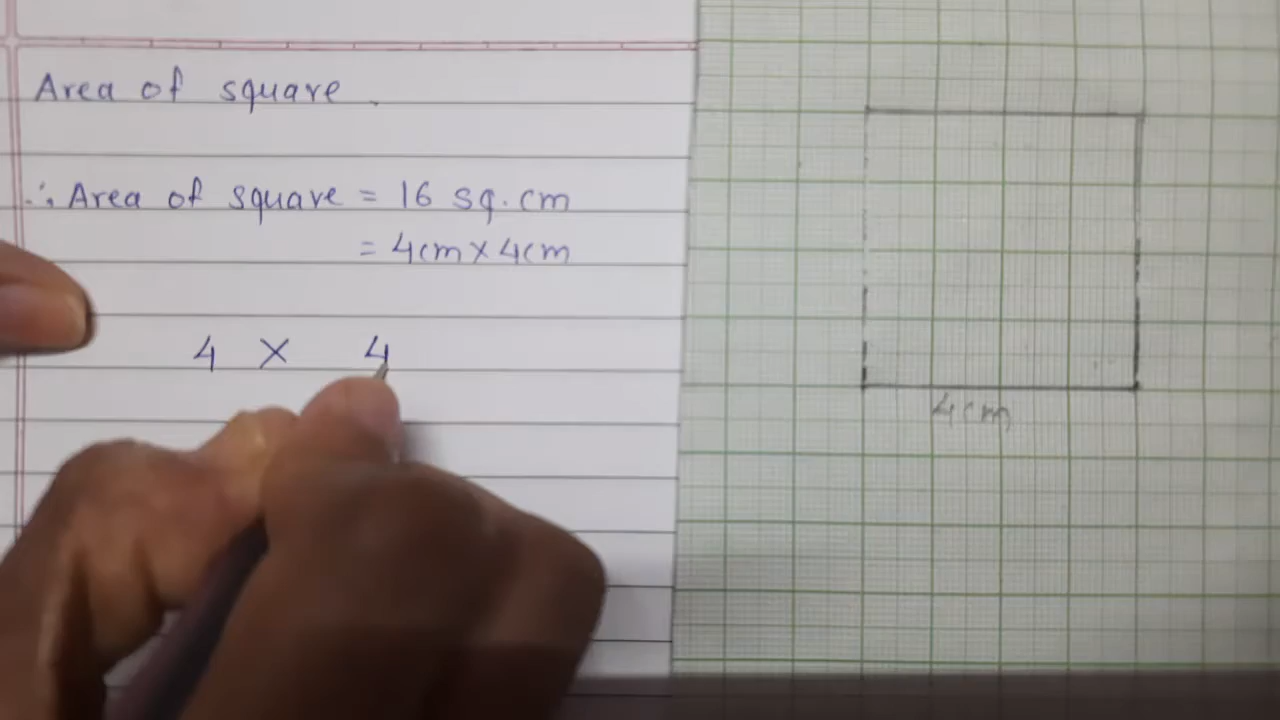 Area of square.
∴ Area of square = 16 sq. cm
= 4cm × 4cm
4 × 4
4cm